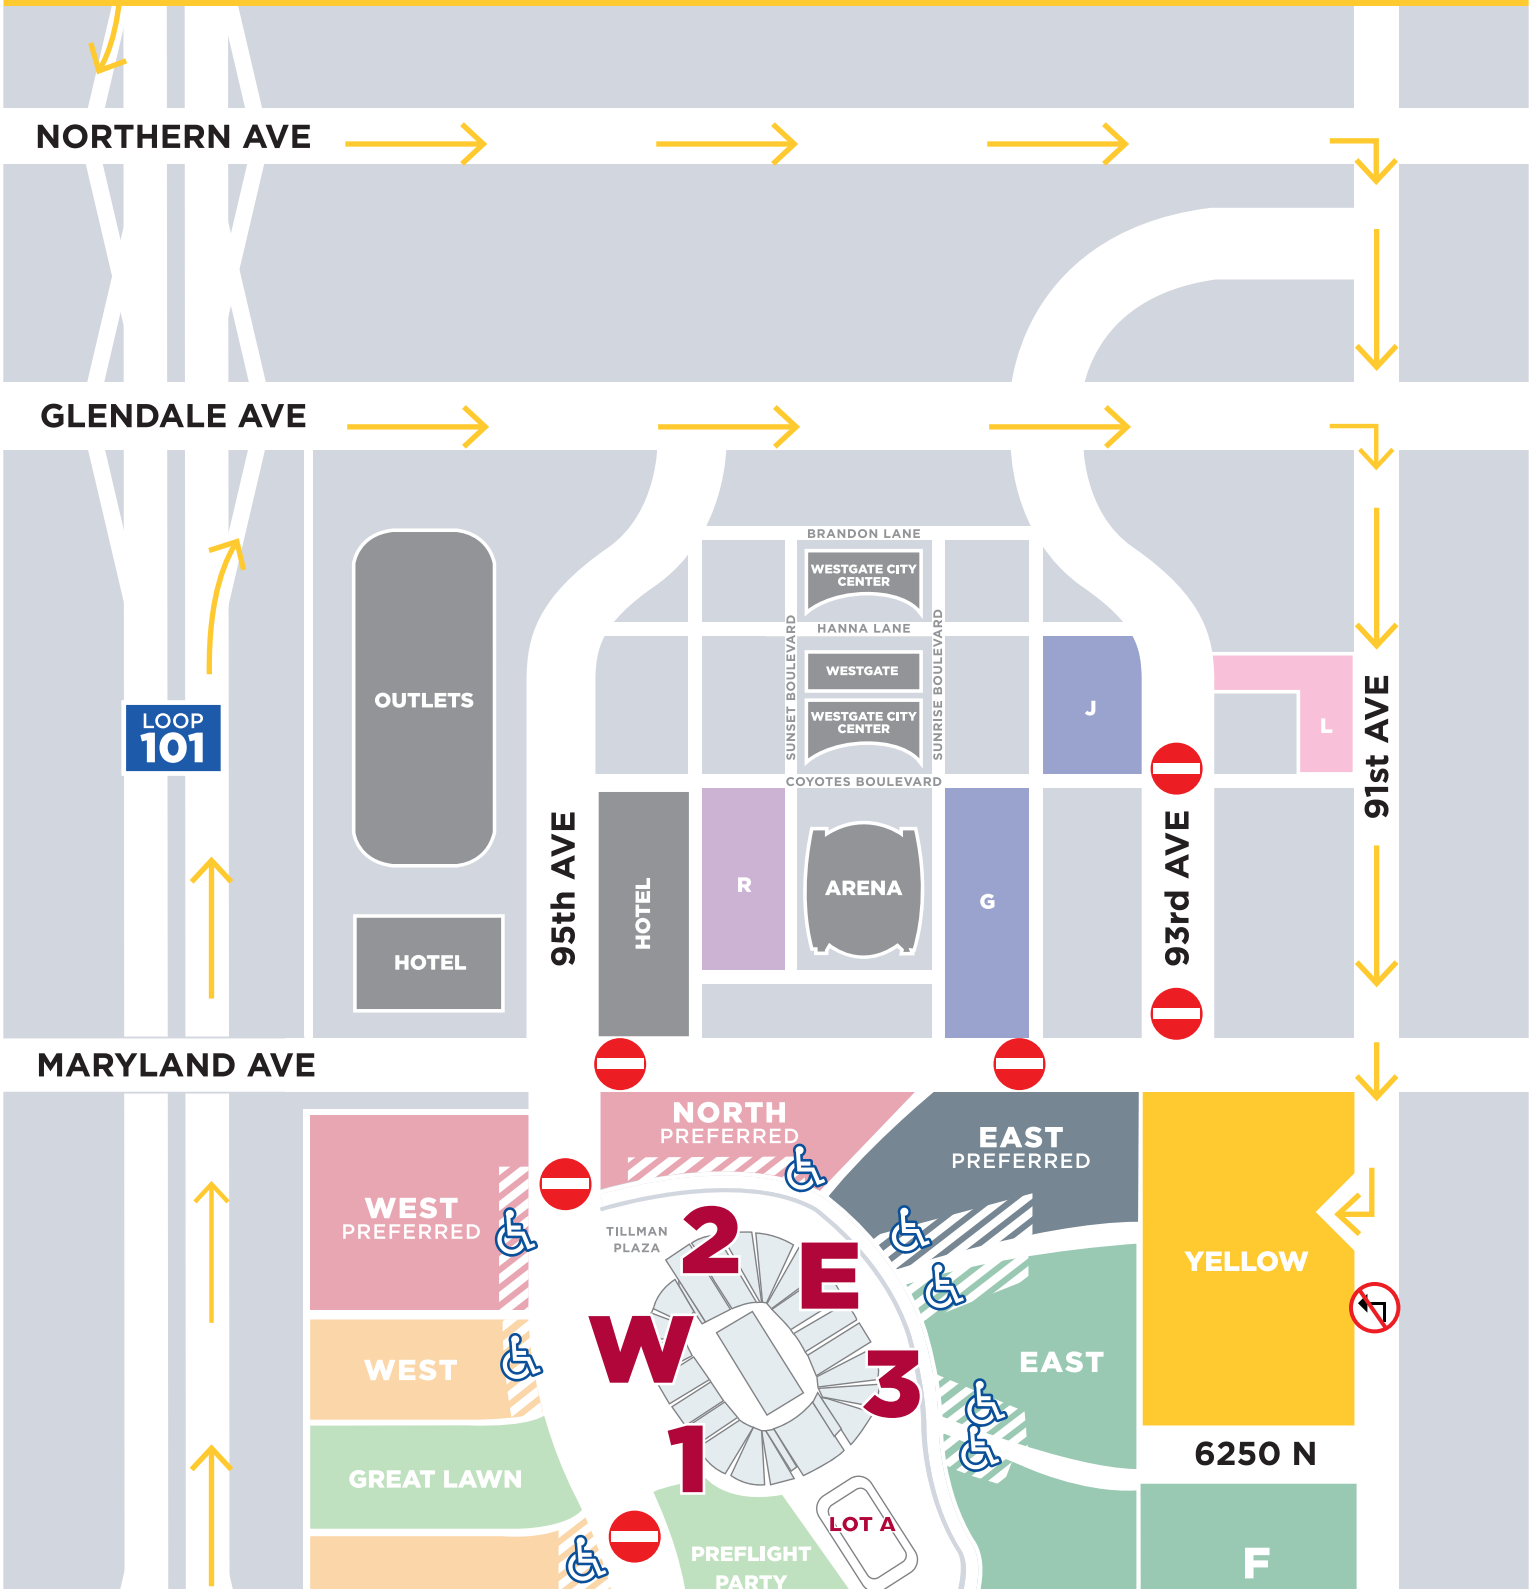 NORTHERN AVE
GLENDALE AVE
BRANDON LANE
WESTGATE CITY
CENTER
HANNA LANE
SUNSET BOULEVARD
SUNRISE BOULEVARD
WESTGATE
WESTGATE CITY
CENTER
OUTLETS
J
L
LOOP
101
91st AVE
COYOTES BOULEVARD
95th AVE
HOTEL
R
ARENA
G
93rd AVE
HOTEL
MARYLAND AVE
NORTH
PREFERRED
EAST
PREFERRED
WEST
PREFERRED
TILLMAN
PLAZA
2
E
YELLOW
W
WEST
3
EAST
1
6250 N
GREAT LAWN
LOT A
PREFLIGHT
PARTY
F